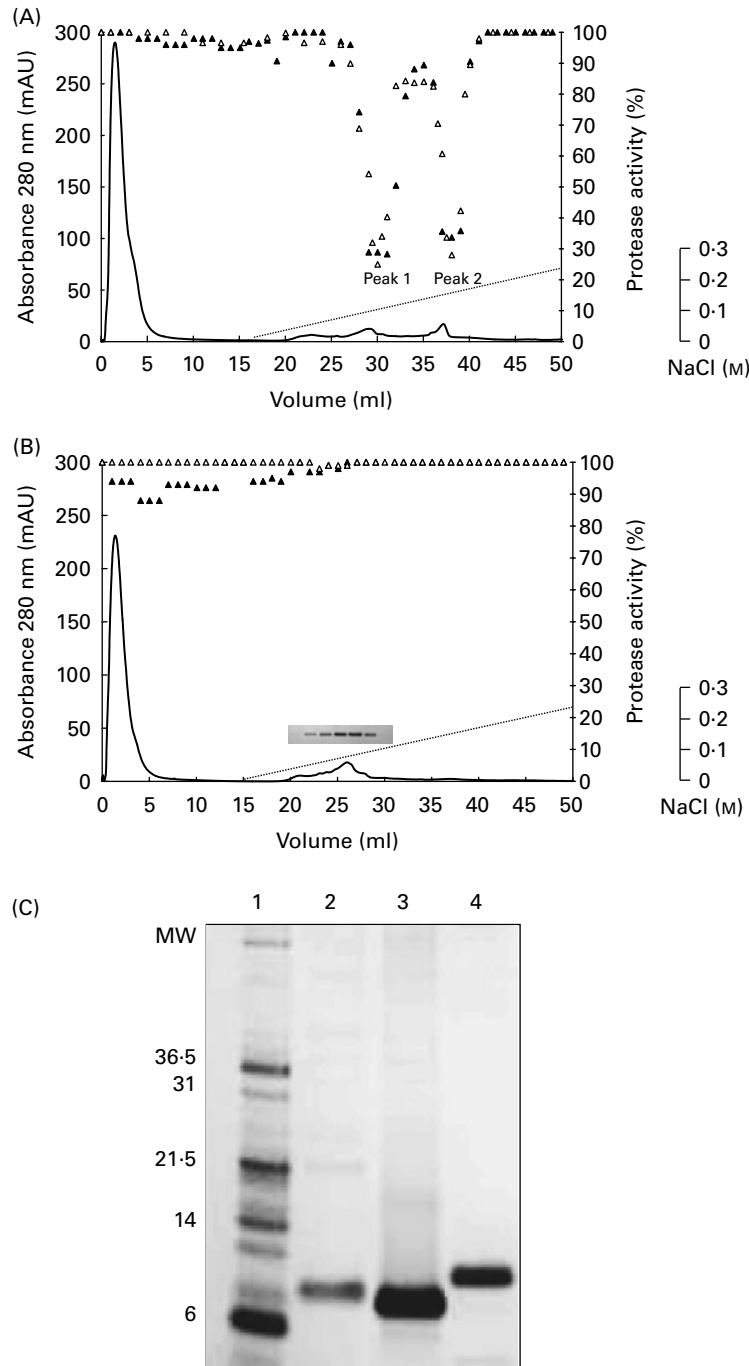 (A)
300
250
200
150
100
50
0
Absorbance 280 nm (mAU)
100
90
80
70
60
50
40
30
20
10
0
Protease activity (%)
Peak 1
Peak 2
0·3
0·2
0·1
0
NaCl (M)
0 5 10 15 20 25 30 35 40 45 50
Volume (ml)
(B)
300
250
200
150
100
50
0
Absorbance 280 nm (mAU)
100
90
80
70
60
50
40
30
20
10
0
Protease activity (%)
0·3
0·2
0·1
0
NaCl (M)
0 5 10 15 20 25 30 35 40 45 50
Volume (ml)
(C)
1 2 3 4
MW
36·5
31
21·5
14
6